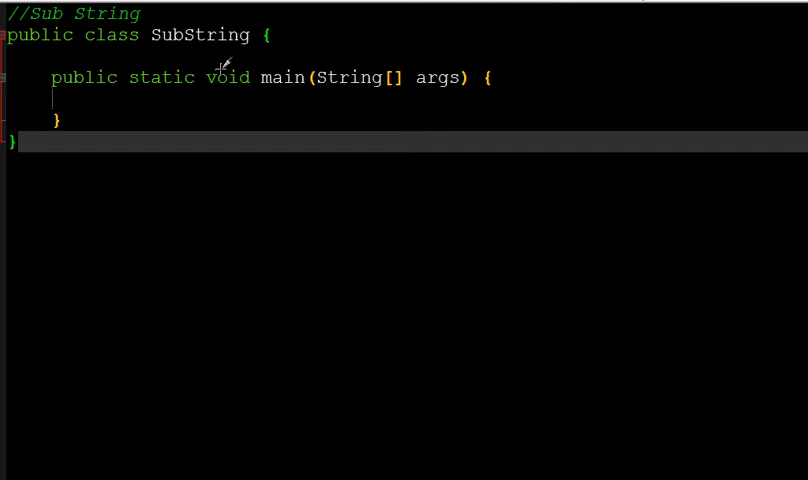 //Sub String
public class SubString {
public static void main(String[] args) {
}
}